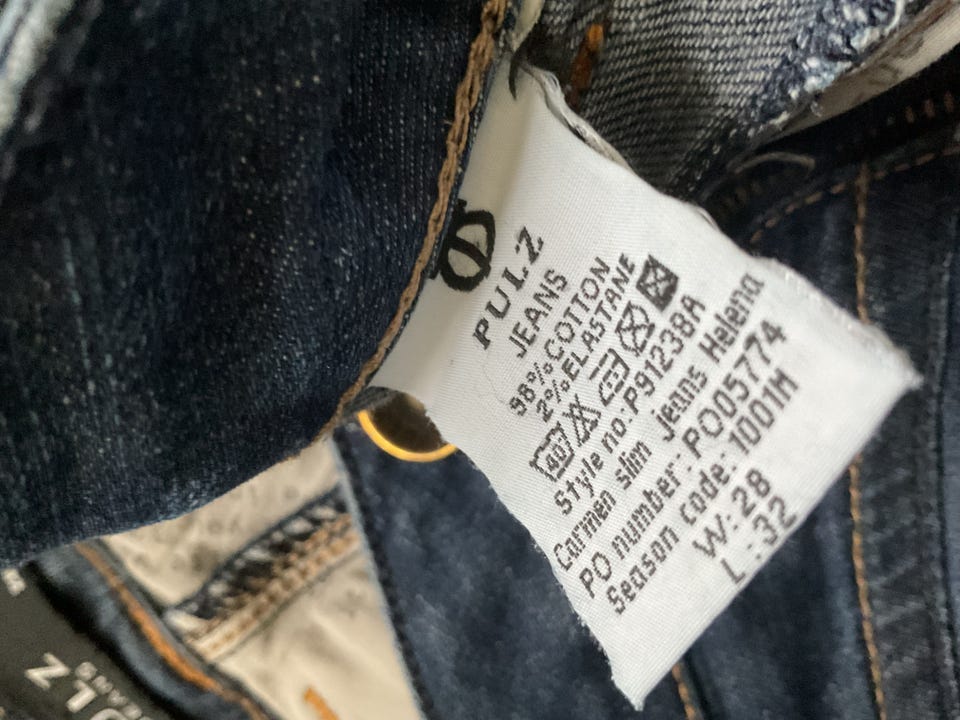 PULZ
JEANS
98%COTTON
2%ELASTANE
40
Style no:P91238A
Carmen slim jeans Helena
PO number:PO05774
Season code:1001M
W:28
L:32